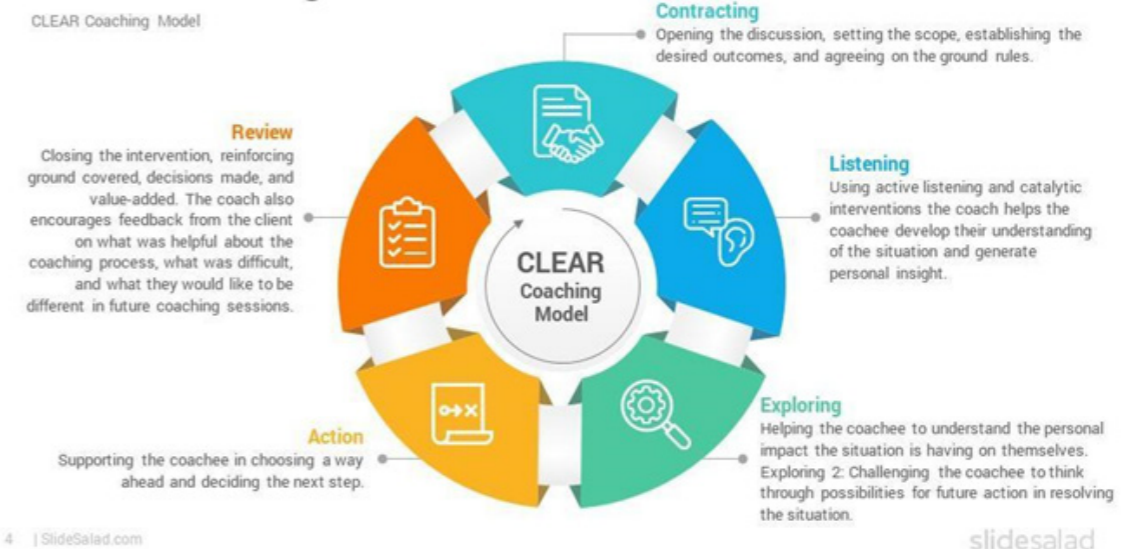 CLEAR Coaching Model
Contracting
Opening the discussion, setting the scope, establishing the
desired outcomes, and agreeing on the ground rules.
Listening
Using active listening and catalytic
interventions the coach helps the
coachee develop their understanding
of the situation and generate
personal insight.
Exploring
Helping the coachee to understand the personal
impact the situation is having on themselves.
Exploring 2: Challenging the coachee to think
through possibilities for future action in resolving
the situation.
Action
Supporting the coachee in choosing a way
ahead and deciding the next step.
Review
Closing the intervention, reinforcing
ground covered, decisions made, and
value-added. The coach also
encourages feedback from the client
on what was helpful about the
coaching process, what was difficult,
and what they would like to be
different in future coaching sessions.
CLEAR
Coaching
Model
4 | SlideSalad.com
slidesalad